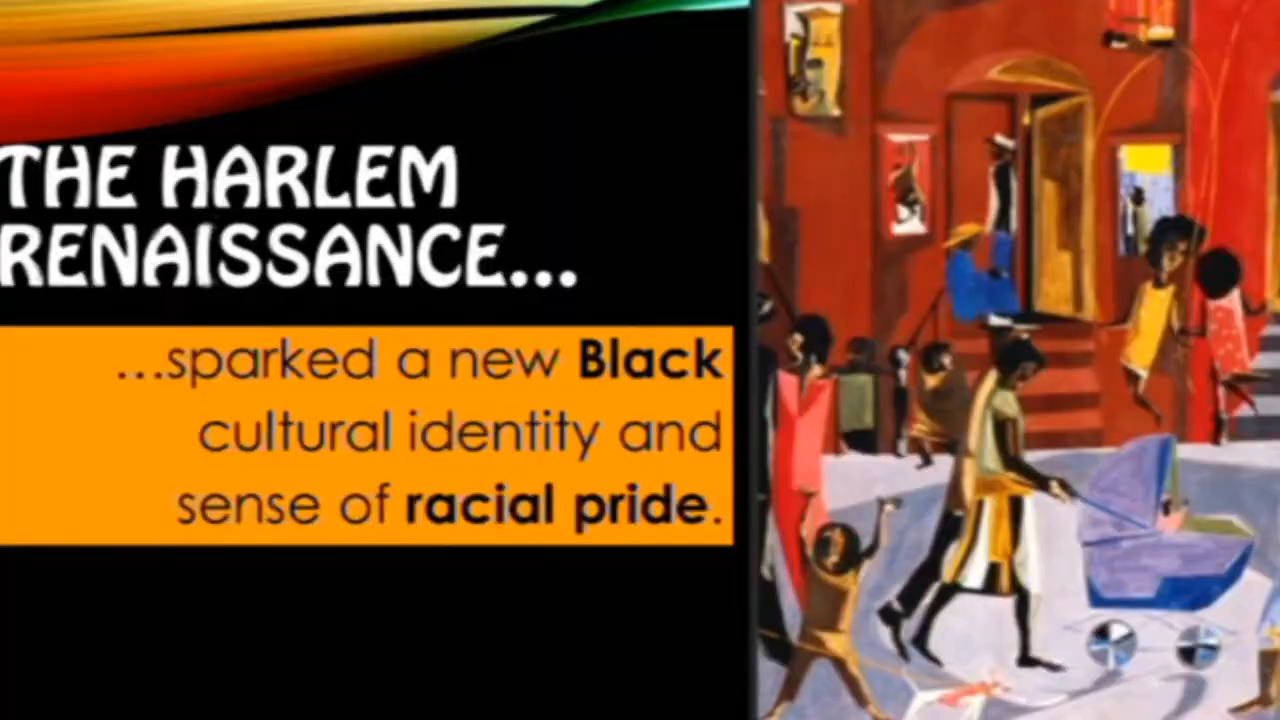 THE HARLEM
RENAISSANCE...
...sparked a new Black
cultural identity and
sense of racial pride.